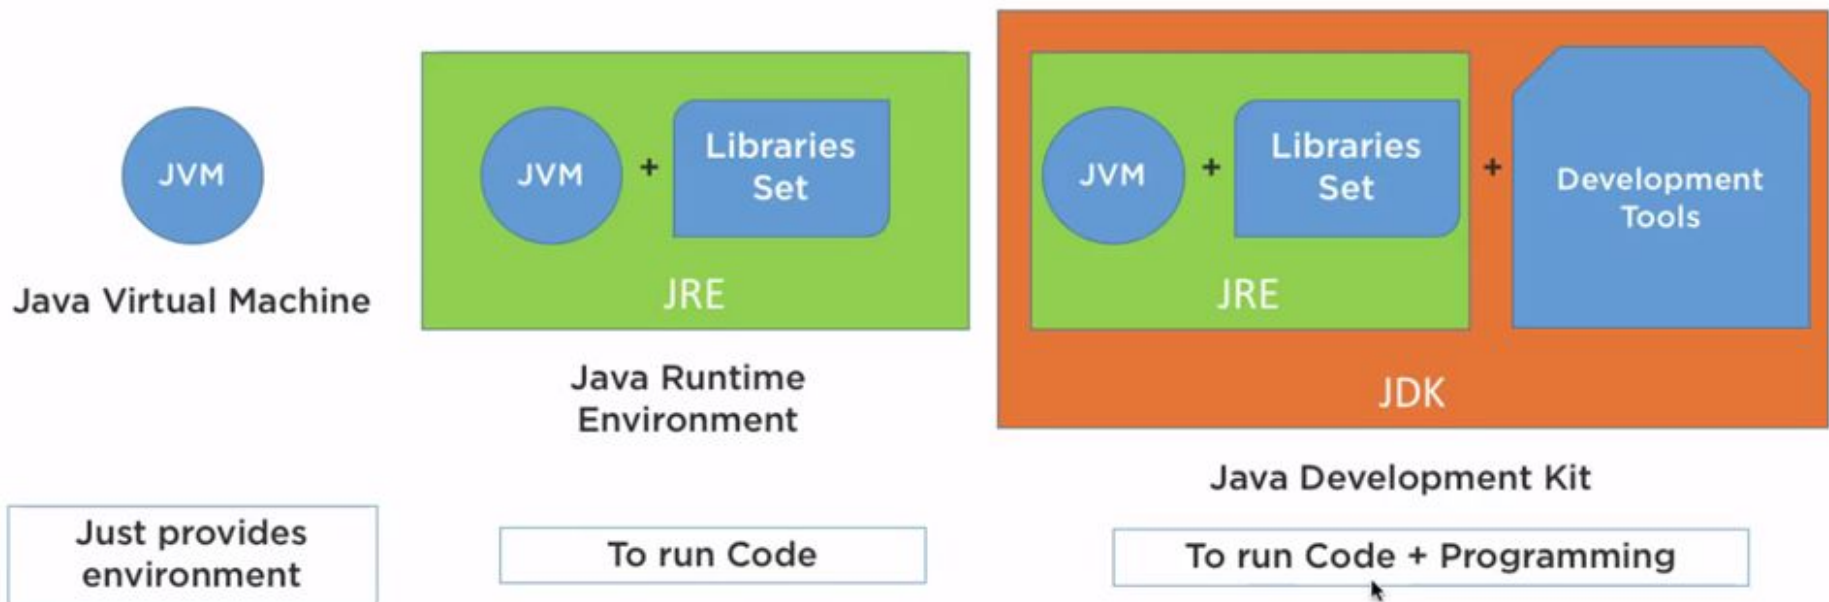 JVM
Java Virtual Machine
Just provides
environment
JVM
+
Libraries
Set
JRE
Java Runtime
Environment
To run Code
JVM
+
Libraries
Set
JRE
+
Development
Tools
JDK
Java Development Kit
To run Code + Programming